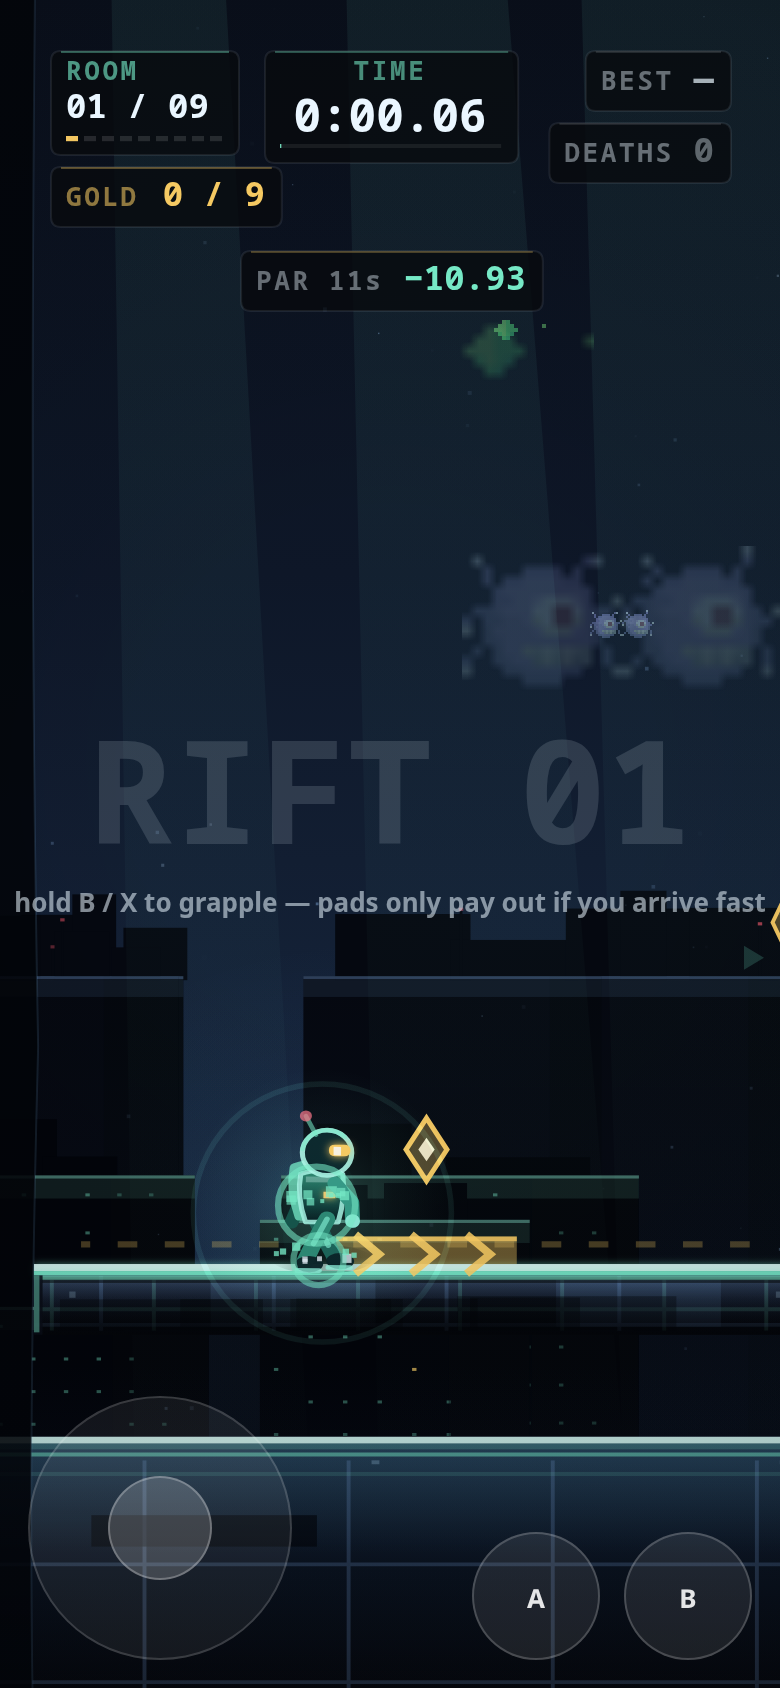 ROOM
01 / 09
TIME
0:00.06
BEST —
DEATHS 0
GOLD 0 / 9
PAR 11s −10.93
RIFT 01
hold B / X to grapple — pads only pay out if you arrive fast
A
B